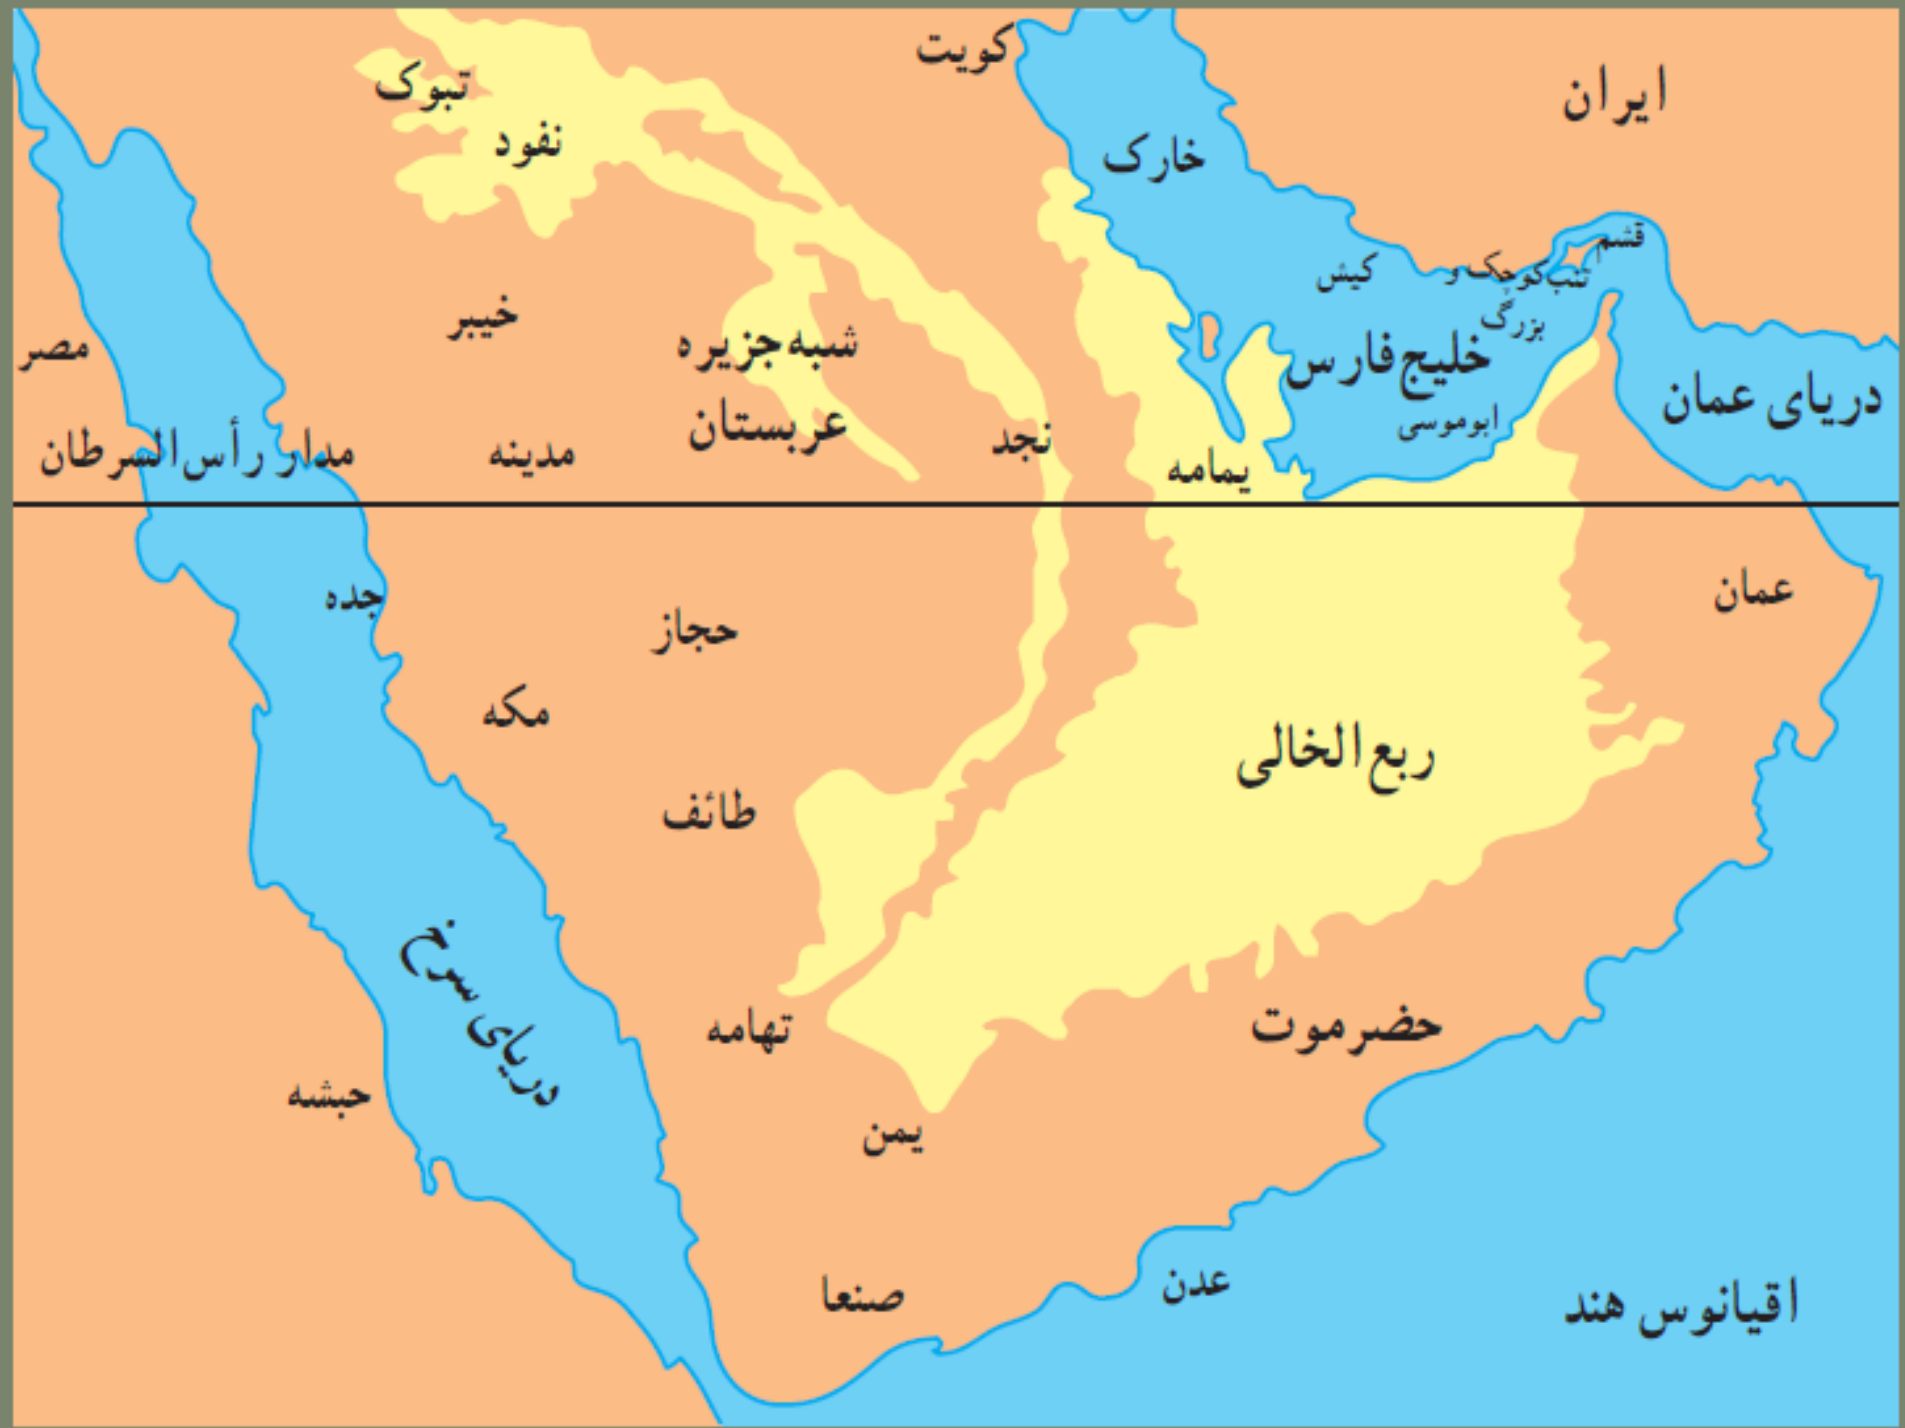 کویت
ایران
تبوک
نفود
خارک
قشم
کیش
تنب کوچک و
بزرگ
خیبر
مصر
شبه جزیره
عربستان
خلیج فارس
دریای عمان
ابوموسی
نجد
مدینه
مدار رأس السرطان
یمامه
عمان
جده
حجاز
مکه
ربع الخالی
طائف
دریای سرخ
تهامه
حضرموت
حبشه
یمن
صنعا
عدن
اقیانوس هند